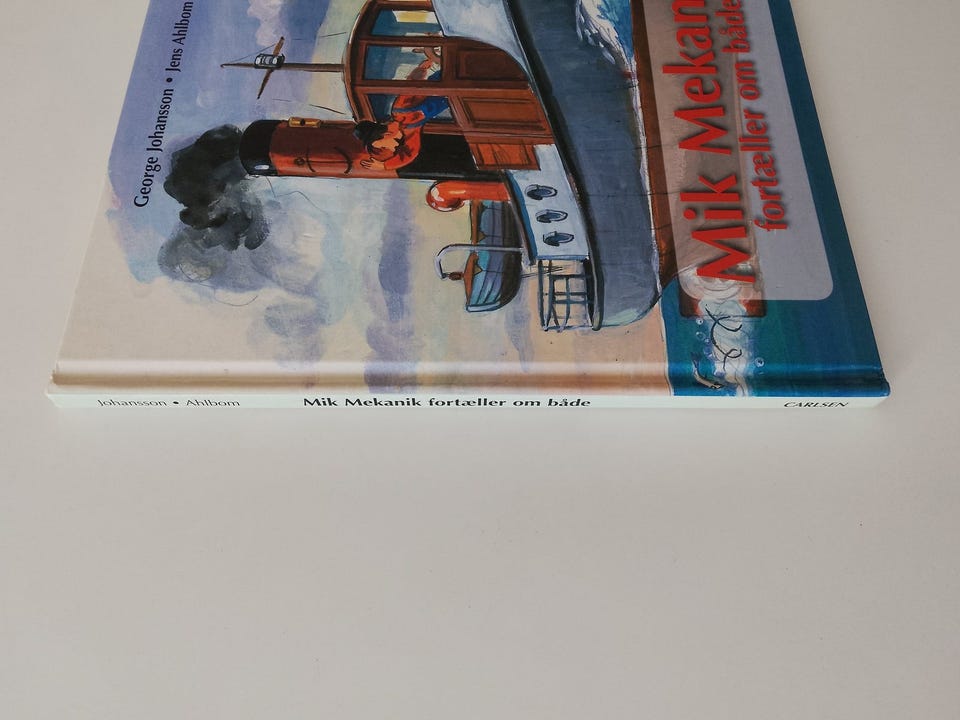 George Johansson • Jens Ahlbom
Mik Mekan
fortæller om både
Johansson • Ahlbom Mik Mekanik fortæller om både CARLSEN